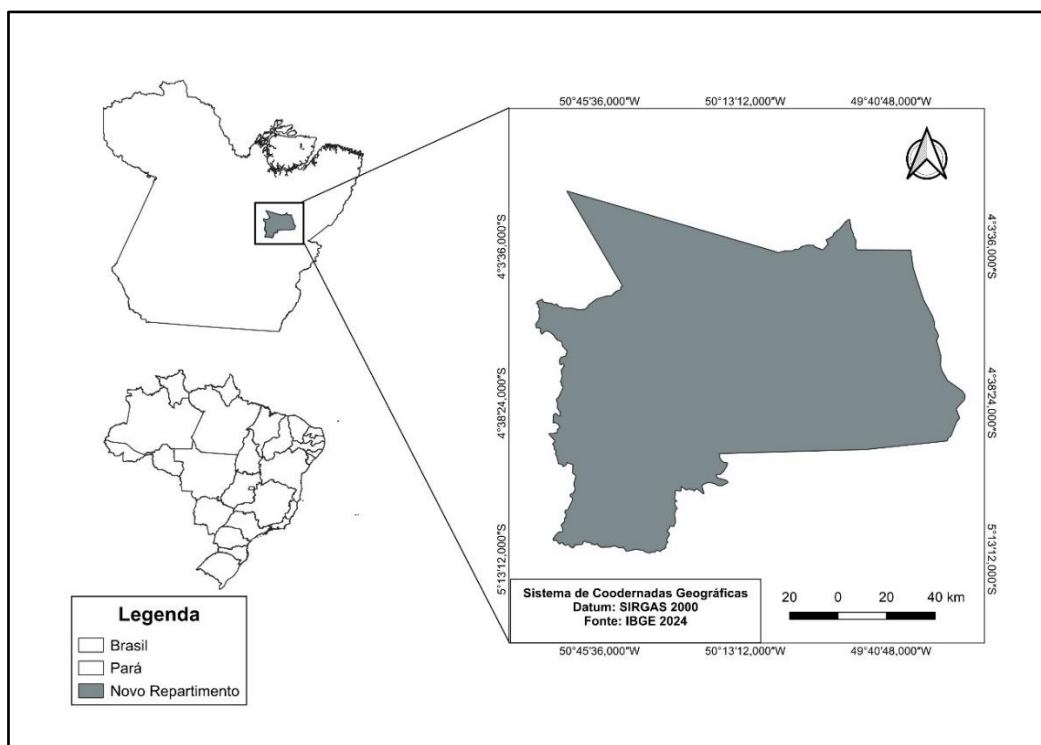 50°45'36,000"W
50°13'12,000"W
49°40'48,000"W
4°3'36,000"S
4°3'36,000"S
4°38'24,000"S
4°38'24,000"S
5°13'12,000"S
5°13'12,000"S
Sistema de Coodernadas Geográficas
Datum: SIRGAS 2000
Fonte: IBGE 2024
20 0 20 40 km
50°45'36,000"W
50°13'12,000"W
49°40'48,000"W
Legenda
Brasil
Pará
Novo Repartimento